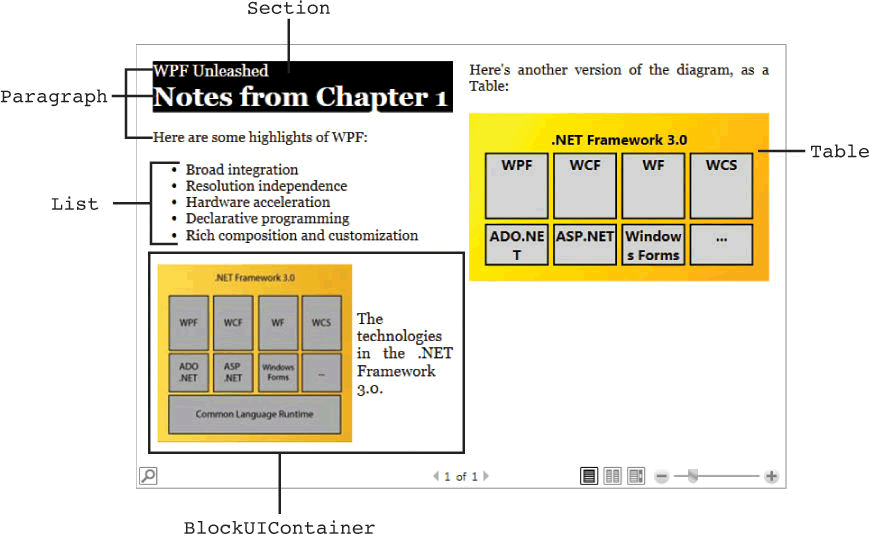 Section
WPF Unleashed
Notes from Chapter 1
Paragraph
Here are some highlights of WPF:
List
• Broad integration
• Resolution independence
• Hardware acceleration
• Declarative programming
• Rich composition and customization
.NET Framework 3.0
WPF WCF WF WCS
ADO ASP Windows ...
.NET .NET Forms
Common Language Runtime
The
technologies
in the .NET
Framework
3.0.
BlockUIContainer
Here's another version of the diagram, as a
Table:
.NET Framework 3.0
WPF WCF WF WCS
ADO.NE ASP.NET Window ...
T s Forms
Table
1 of 1